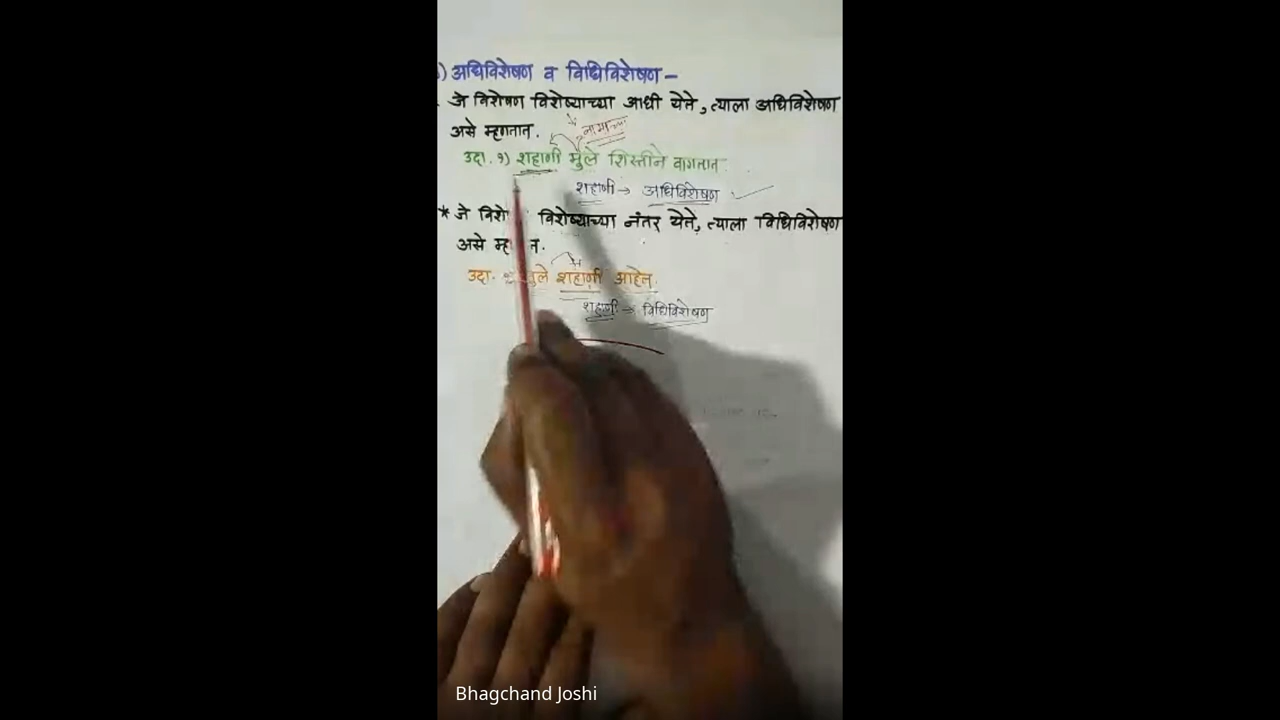 ) अधिविशेषण व विधिविशेषण -
जे विशेषण विशेष्याच्या आधी येते, त्याला अधिविशेषण
असे म्हणतात.
नामाच्या
उदा. १) शहाणी मुले शिस्तीने वागतात.
शहाणी → अधिविशेषण
* जे विशे विशेष्याच्या नंतर येते, त्याला विधिविशेषण
असे म्ह त.
उदा. मुले शहाणी आहेत.
शहाणी → विधिविशेषण
Bhagchand Joshi